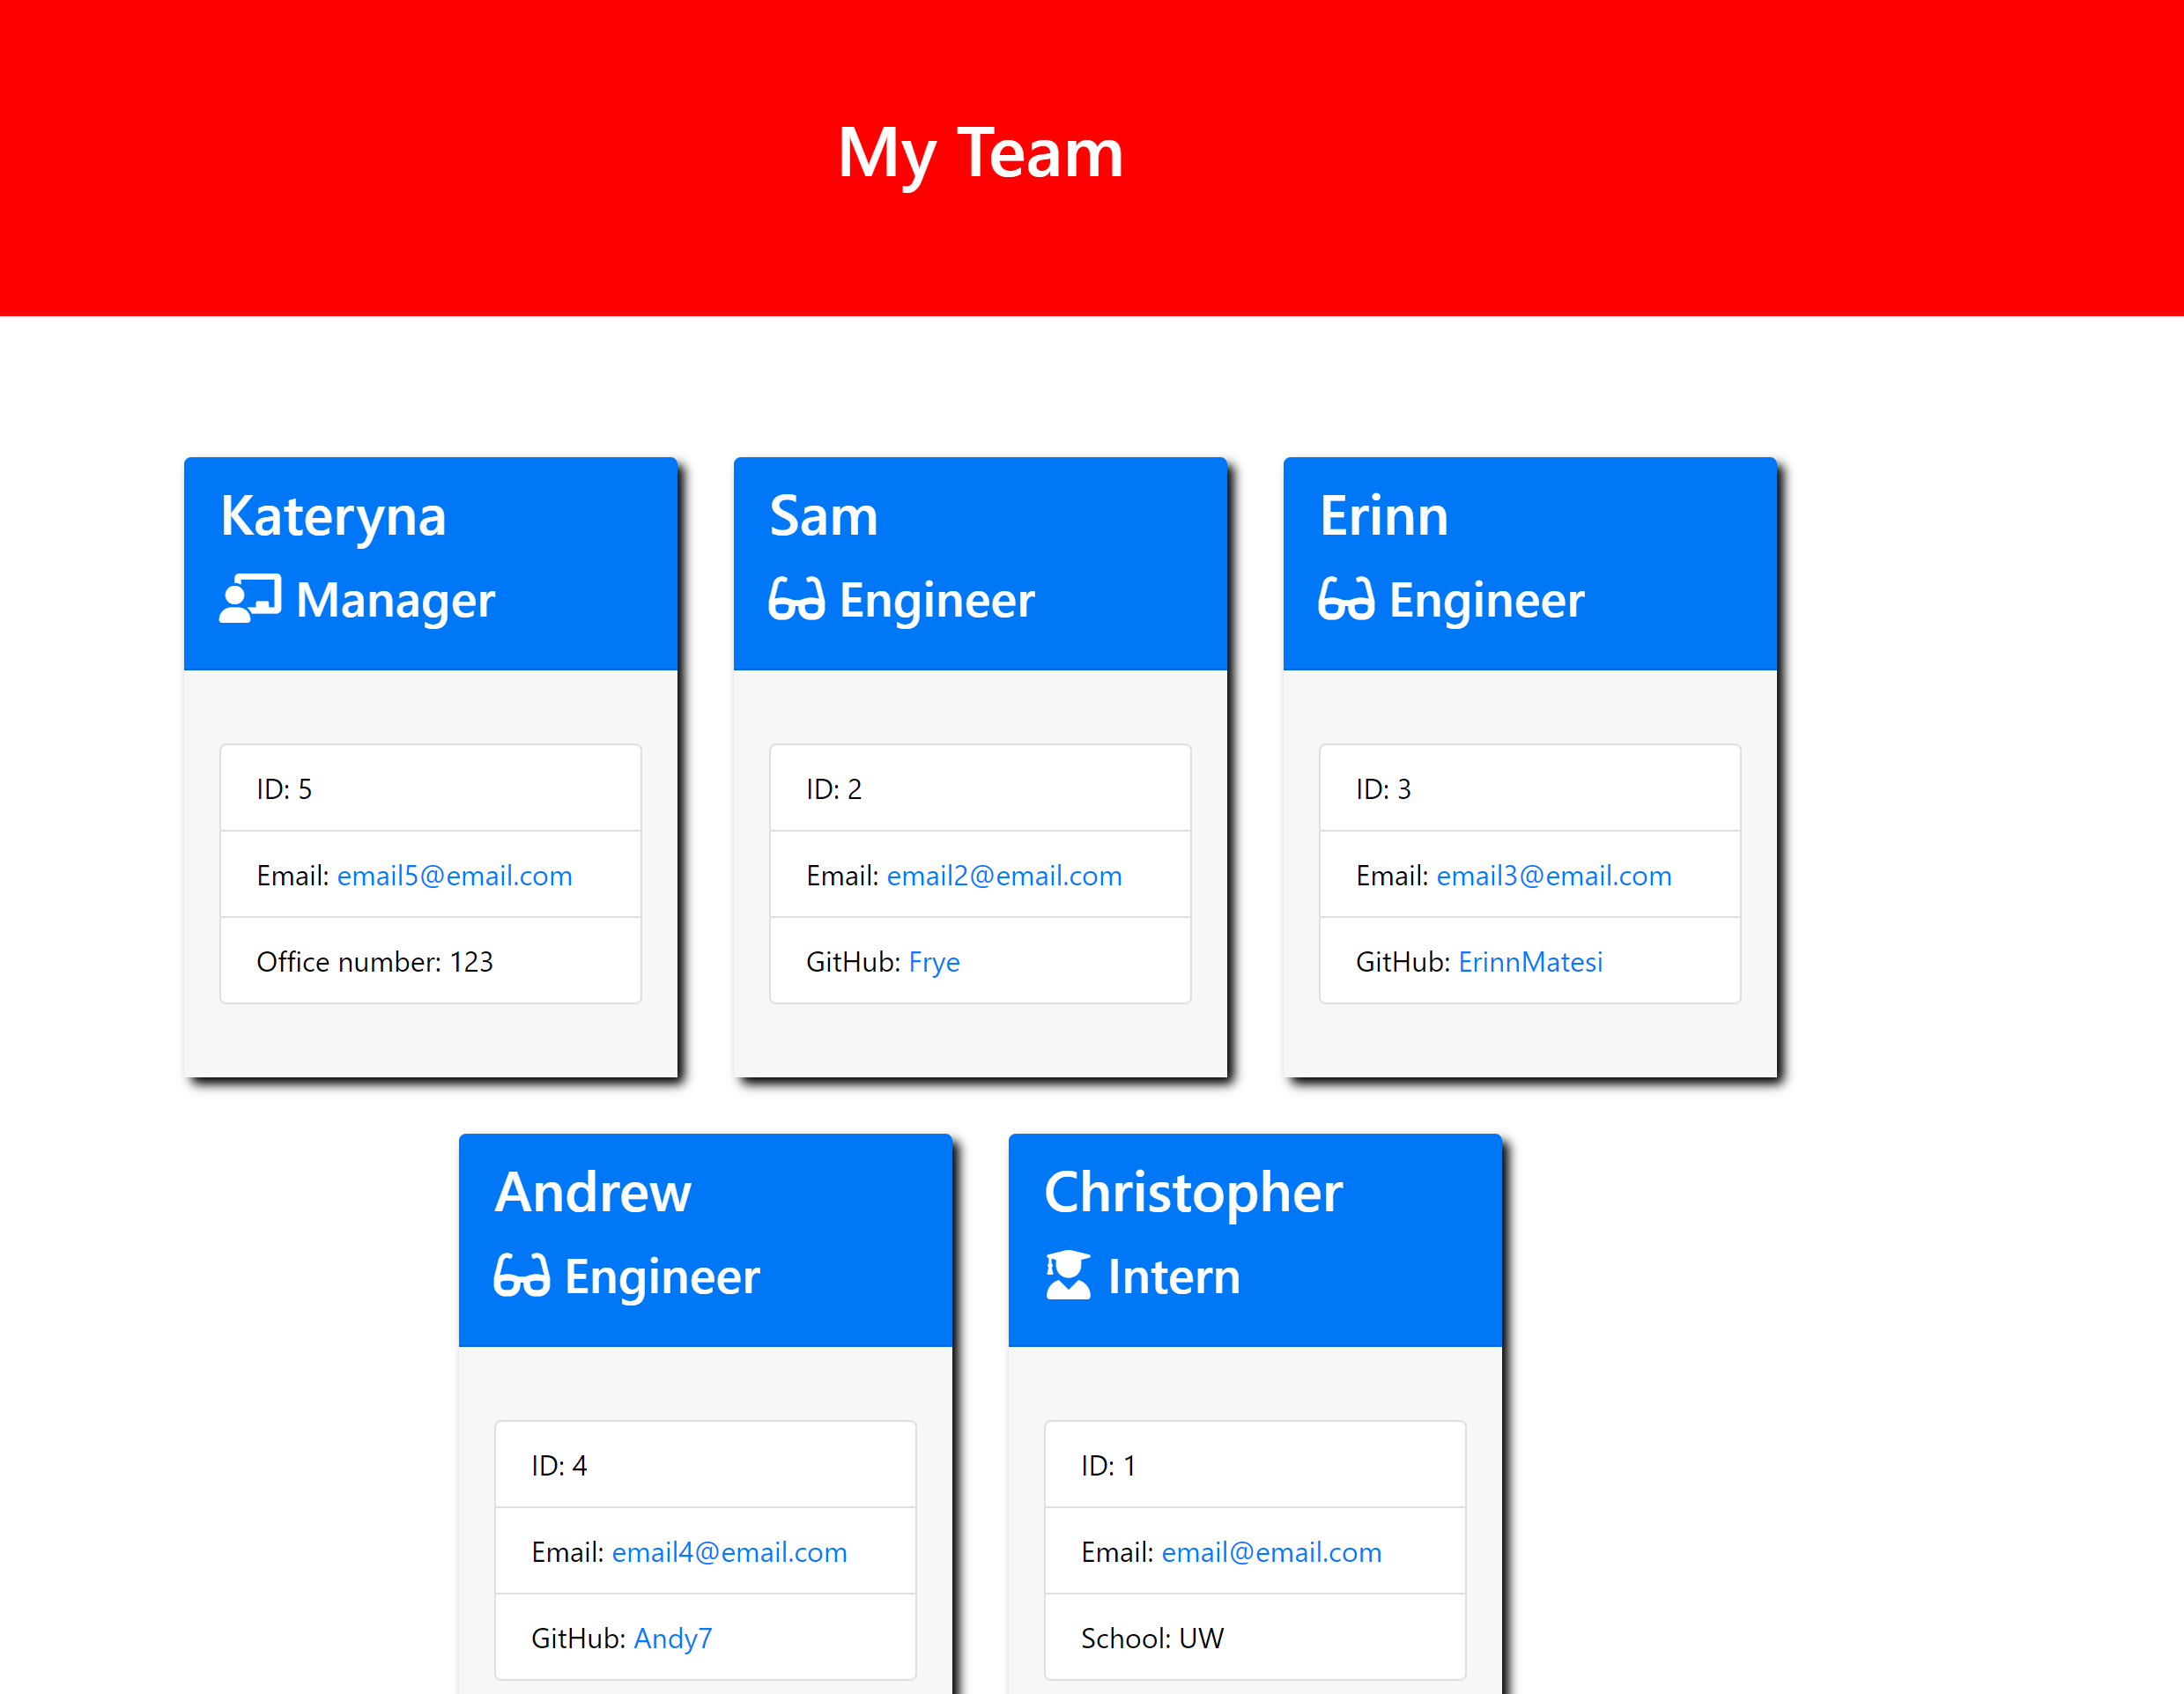 My Team
Kateryna
Manager
ID: 5
Email: email5@email.com
Office number: 123
Sam
Engineer
ID: 2
Email: email2@email.com
GitHub: Frye
Erinn
Engineer
ID: 3
Email: email3@email.com
GitHub: ErinnMatesi
Andrew
Engineer
ID: 4
Email: email4@email.com
GitHub: Andy7
Christopher
Intern
ID: 1
Email: email@email.com
School: UW